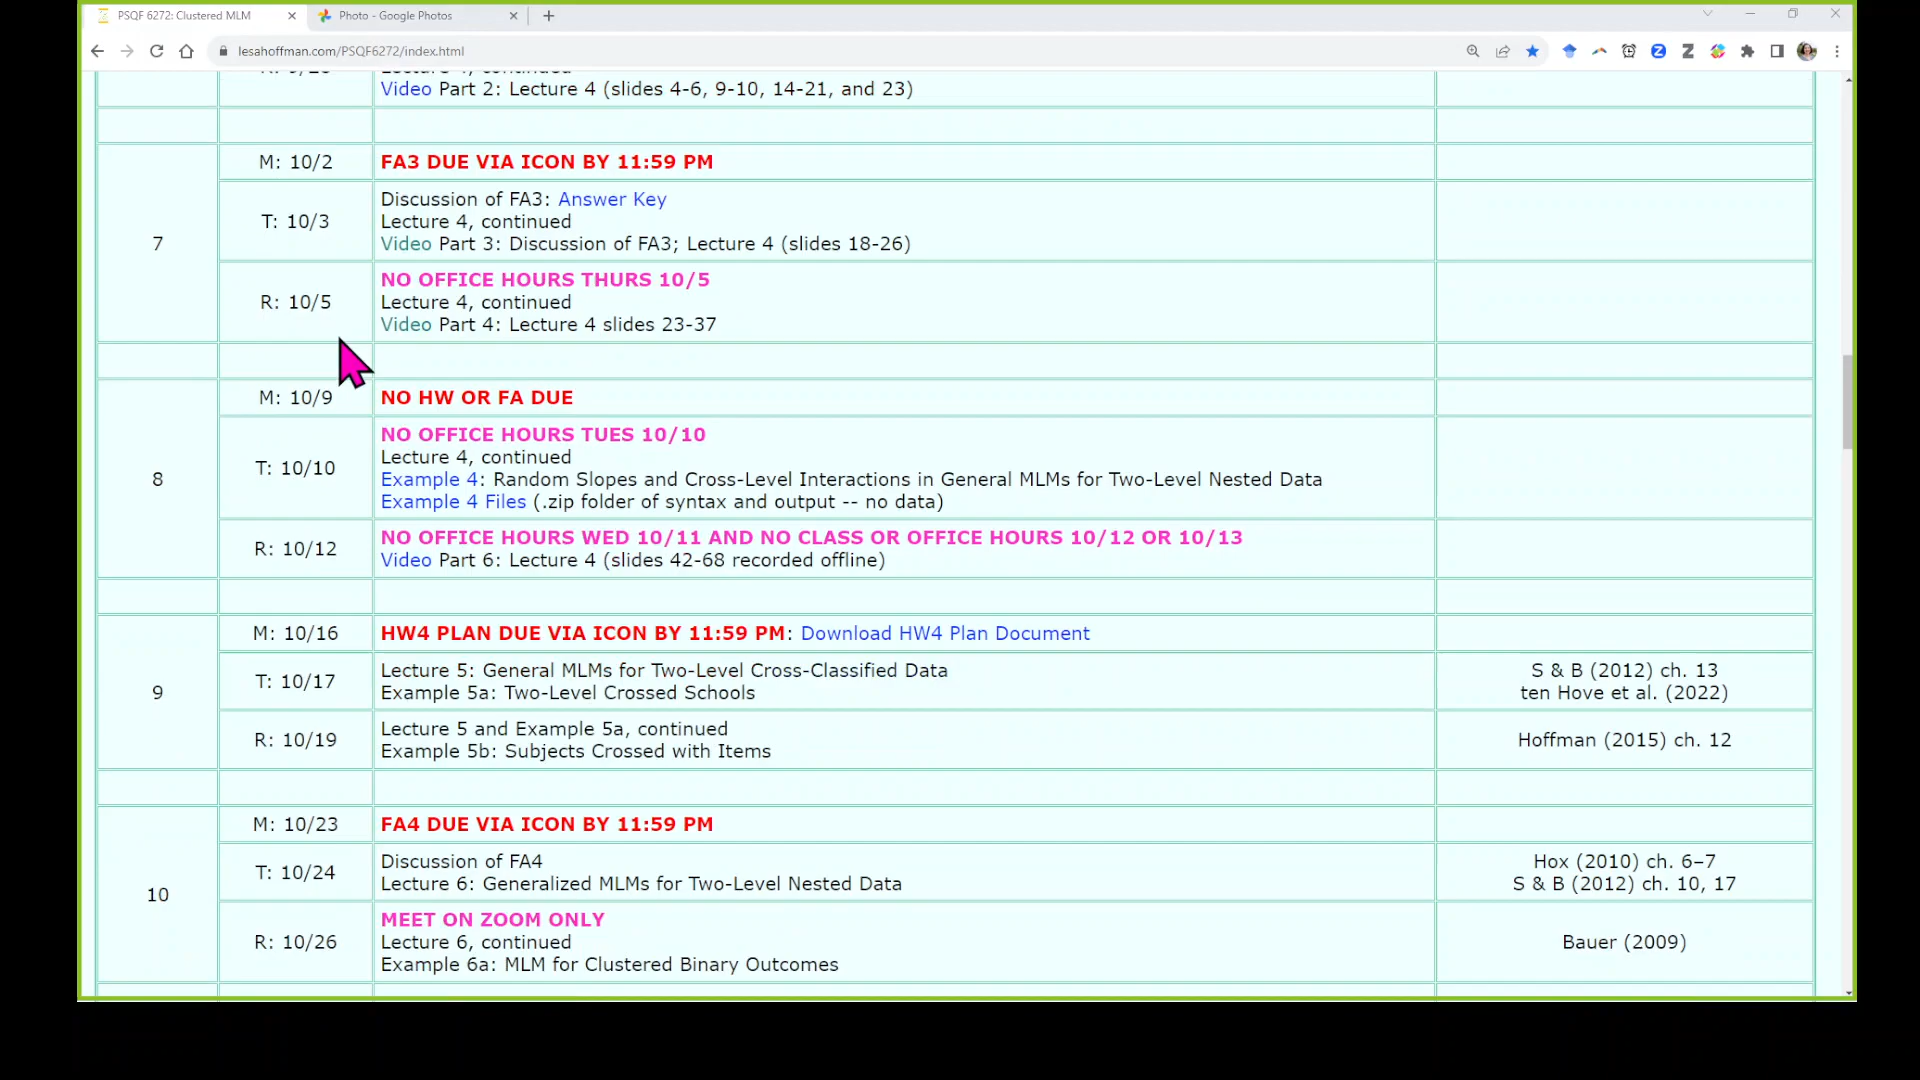 PSQF 6272: Clustered MLM
Photo - Google Photos
lesahoffman.com/PSQF6272/index.html
Video Part 2: Lecture 4 (slides 4-6, 9-10, 14-21, and 23)
M: 10/2
FA3 DUE VIA ICON BY 11:59 PM
7
T: 10/3
Discussion of FA3: Answer Key
Lecture 4, continued
Video Part 3: Discussion of FA3; Lecture 4 (slides 18-26)
R: 10/5
NO OFFICE HOURS THURS 10/5
Lecture 4, continued
Video Part 4: Lecture 4 slides 23-37
M: 10/9
NO HW OR FA DUE
8
T: 10/10
NO OFFICE HOURS TUES 10/10
Lecture 4, continued
Example 4: Random Slopes and Cross-Level Interactions in General MLMs for Two-Level Nested Data
Example 4 Files (.zip folder of syntax and output -- no data)
R: 10/12
NO OFFICE HOURS WED 10/11 AND NO CLASS OR OFFICE HOURS 10/12 OR 10/13
Video Part 6: Lecture 4 (slides 42-68 recorded offline)
M: 10/16
HW4 PLAN DUE VIA ICON BY 11:59 PM: Download HW4 Plan Document
9
T: 10/17
Lecture 5: General MLMs for Two-Level Cross-Classified Data
Example 5a: Two-Level Crossed Schools
S & B (2012) ch. 13
ten Hove et al. (2022)
R: 10/19
Lecture 5 and Example 5a, continued
Example 5b: Subjects Crossed with Items
Hoffman (2015) ch. 12
M: 10/23
FA4 DUE VIA ICON BY 11:59 PM
10
T: 10/24
Discussion of FA4
Lecture 6: Generalized MLMs for Two-Level Nested Data
Hox (2010) ch. 6–7
S & B (2012) ch. 10, 17
R: 10/26
MEET ON ZOOM ONLY
Lecture 6, continued
Example 6a: MLM for Clustered Binary Outcomes
Bauer (2009)